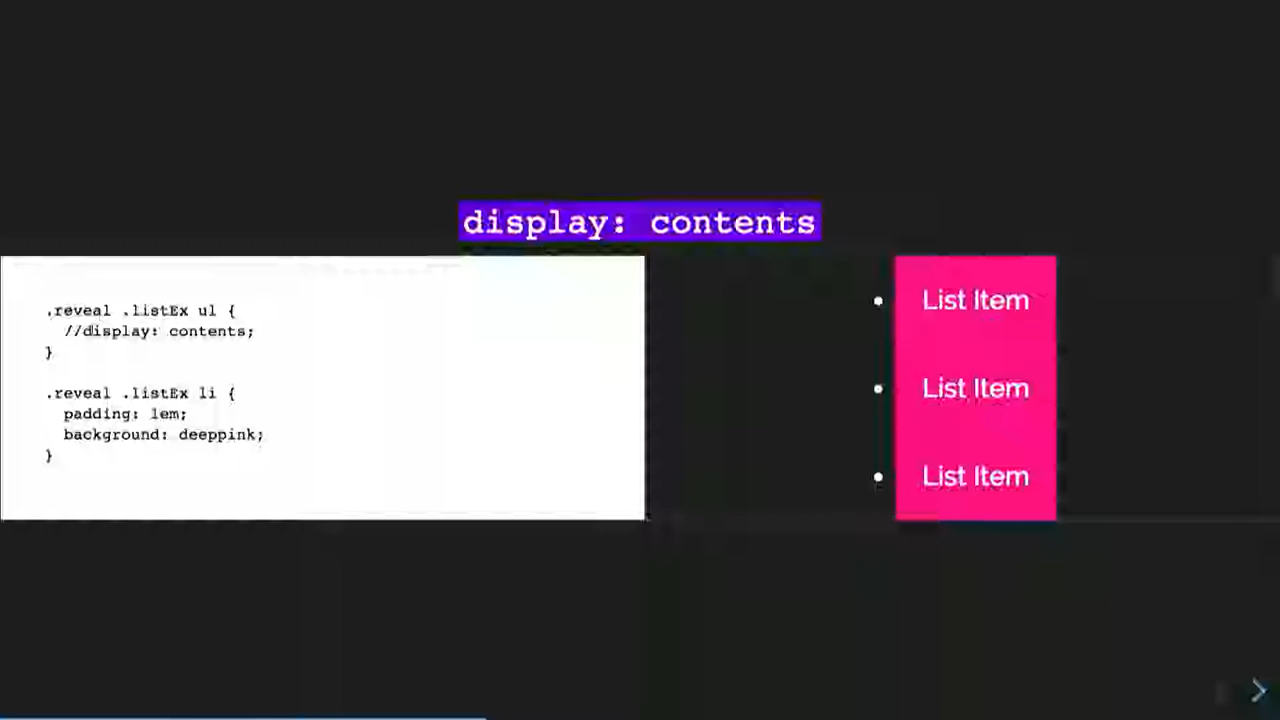 display: contents
.reveal .listEx ul {
//display: contents;
}
.reveal .listEx li {
padding: 1em;
background: deeppink;
}
List Item
List Item
List Item